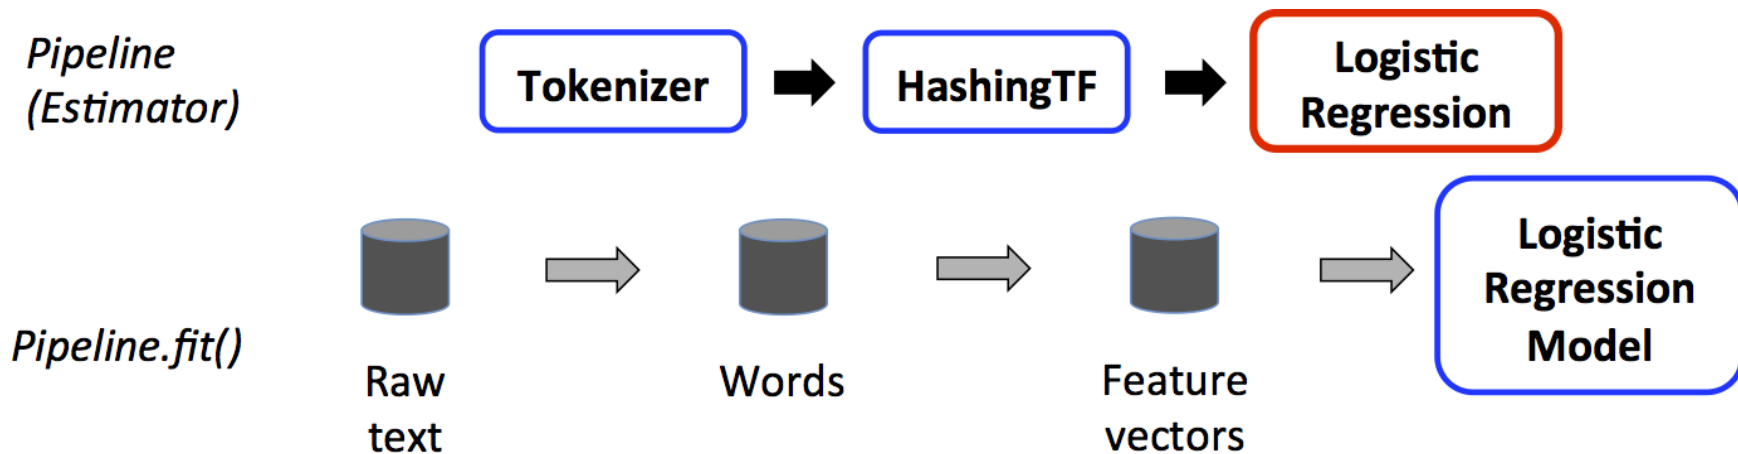 Pipeline
(Estimator)
Tokenizer
HashingTF
Logistic
Regression
Pipeline.fit()
Raw
text
Words
Feature
vectors
Logistic
Regression
Model